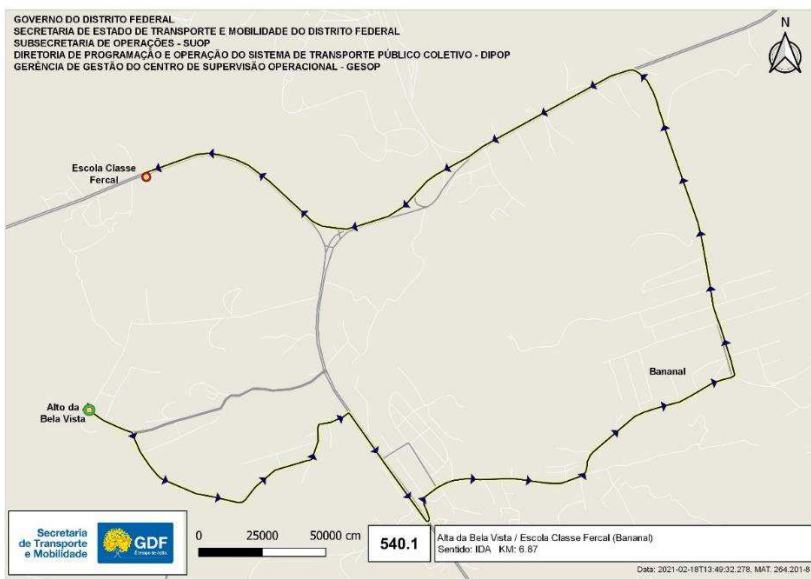 GOVERNO DO DISTRITO FEDERAL
SECRETARIA DE ESTADO DE TRANSPORTE E MOBILIDADE DO DISTRITO FEDERAL
SUBSECRETARIA DE OPERAÇÕES - SUOP
DIRETORIA DE PROGRAMAÇÃO E OPERAÇÃO DO SISTEMA DE TRANSPORTE PÚBLICO COLETIVO - DIPOP
GERÊNCIA DE GESTÃO DO CENTRO DE SUPERVISÃO OPERACIONAL - GESOP
N
Escola Classe
Fercal
Bananal
Alto da
Bela Vista
Secretaria
de Transporte
e Mobilidade
GDF
0 25000 50000 cm
540.1
Alta da Bela Vista / Escola Classe Fercal (Bananal)
Sentido: IDA KM: 6.87
Data: 2021-02-18T13:49:32.278, MAT. 264.201-